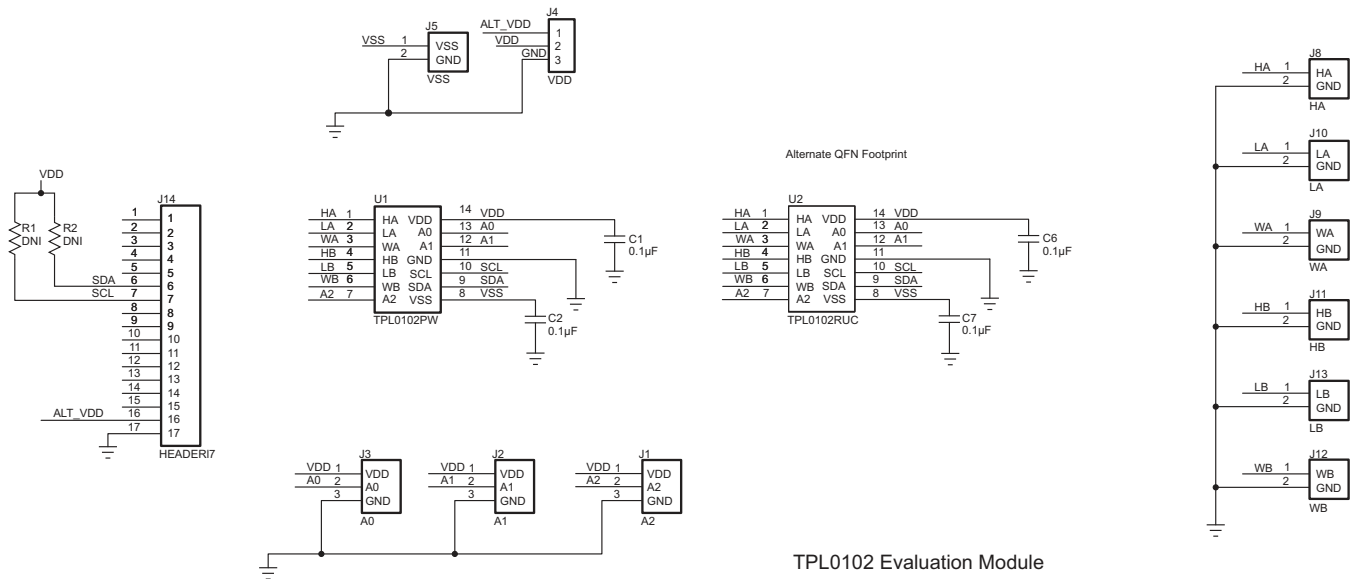 J5
VSS 1 VSS
2 GND
VSS
J4
ALT_VDD 1
VDD 2
GND 3
VDD
J8
HA 1 HA
2 GND
HA
J10
LA 1 LA
2 GND
LA
J9
WA 1 WA
2 GND
WA
J11
HB 1 HB
2 GND
HB
J13
LB 1 LB
2 GND
LB
J12
WB 1 WB
2 GND
WB
VDD
R1
DNI
R2
DNI
J14
1 1
2 2
3 3
4 4
5 5
SDA 6 6
SCL 7 7
8 8
9 9
10 10
11 11
12 12
13 13
14 14
15 15
ALT_VDD 16 16
17 17
HEADERI7
U1
HA 1 HA VDD 14 VDD
LA 2 LA A0 13 A0
WA 3 WA A1 12 A1
HB 4 HB GND 11
LB 5 LB SCL 10 SCL
WB 6 WB SDA 9 SDA
A2 7 A2 VSS 8 VSS
TPL0102PW
C1
0.1µF
C2
0.1µF
Alternate QFN Footprint
U2
HA 1 HA VDD 14 VDD
LA 2 LA A0 13 A0
WA 3 WA A1 12 A1
HB 4 HB GND 11
LB 5 LB SCL 10 SCL
WB 6 WB SDA 9 SDA
A2 7 A2 VSS 8 VSS
TPL0102RUC
C6
0.1µF
C7
0.1µF
J3
VDD 1 VDD
A0 2 A0
3 GND
A0
J2
VDD 1 VDD
A1 2 A1
3 GND
A1
J1
VDD 1 VDD
A2 2 A2
3 GND
A2
TPL0102 Evaluation Module